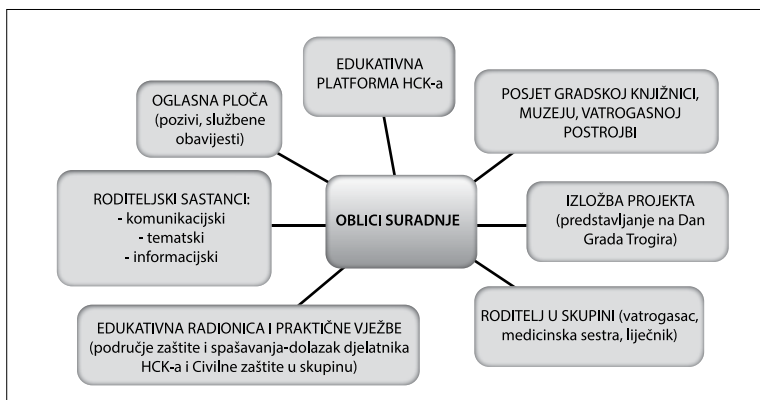 EDUKATIVNA
PLATFORMA HCK-a
OGLASNA PLOČA
(pozivi, službene
obavijesti)
POSJET GRADSKOJ KNJIŽNICI,
MUZEJU, VATROGASNOJ
POSTROJBI
RODITELJSKI SASTANCI:
- komunikacijski
- tematski
- informacijski
OBLICI SURADNJE
IZLOŽBA PROJEKTA
(predstavljanje na Dan
Grada Trogira)
EDUKATIVNA RADIONICA I PRAKTIČNE VJEŽBE
(područje zaštite i spašavanja-dolazak djelatnika
HCK-a i Civilne zaštite u skupinu)
RODITELJ U SKUPINI (vatrogasac,
medicinska sestra, liječnik)